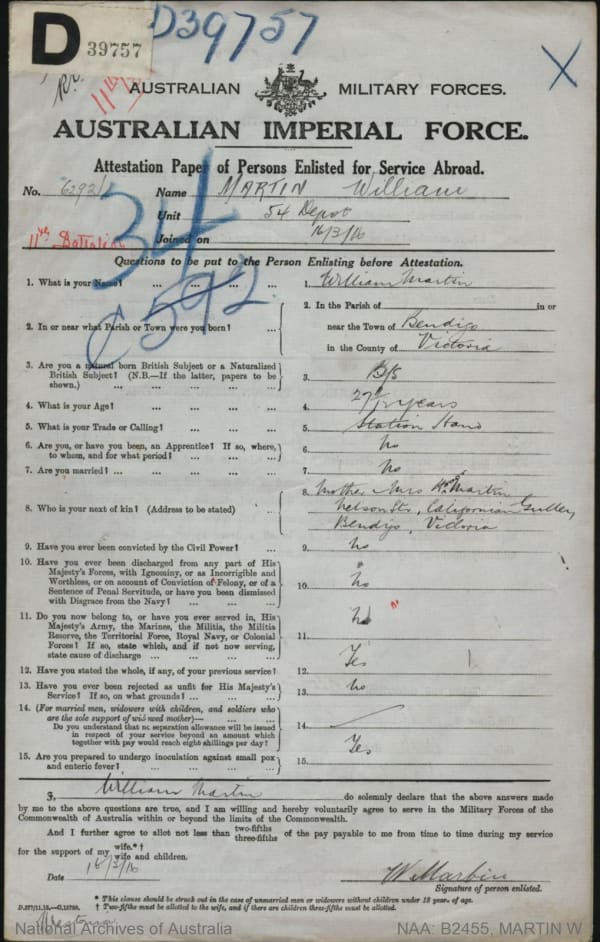 D 39757
D39757
X
11th
AUSTRALIAN MILITARY FORCES.
AUSTRALIAN IMPERIAL FORCE.
Attestation Paper of Persons Enlisted for Service Abroad.
No. 6292 Name MARTIN William
34
Unit 54 Depot
11th Battalion Joined on 16/3/16
C592
Questions to be put to the Person Enlisting before Attestation.
1. What is your Name? ... ... ... ... 1. William Martin
2. In or near what Parish or Town were you born? ... 2. In the Parish of in or
near the Town of Bendigo
in the County of Victoria
3. Are you a natural born British Subject or a Naturalized
British Subject? (N.B.—If the latter, papers to be
shown.) ... ... ... ... 3. B/S
4. What is your Age? ... ... ... ... 4. 27 /12 years
5. What is your Trade or Calling? ... ... ... 5. Station Hand
6. Are you, or have you been, an Apprentice? If so, where,
to whom, and for what period? ... ... ... 6. No
7. Are you married? ... ... ... ... 7. No
8. Who is your next of kin? (Address to be stated) ... 8. Mother Mrs Martin
Nelson St, Californian Gulley,
Bendigo, Victoria
9. Have you ever been convicted by the Civil Power? ... 9. No
10. Have you ever been discharged from any part of His
Majesty's Forces, with Ignominy, or as Incorrigible and
Worthless, or on account of Conviction of Felony, or of a
Sentence of Penal Servitude, or have you been dismissed
with Disgrace from the Navy? ... ... ... 10. No
11. Do you now belong to, or have you ever served in, His
Majesty's Army, the Marines, the Militia, the Militia
Reserve, the Territorial Force, Royal Navy, or Colonial
Forces? If so, state which, and if not now serving,
state cause of discharge ... ... ... ... 11. No
12. Have you stated the whole, if any, of your previous service? 12. Yes
13. Have you ever been rejected as unfit for His Majesty's
Service? If so, on what grounds? ... ... ... 13. No
14. (For married men, widowers with children, and soldiers who
are the sole support of widowed mother)—
Do you understand that no separation allowance will be issued
in respect of your service beyond an amount which
together with pay would reach eight shillings per day? 14.
15. Are you prepared to undergo inoculation against small pox
and enteric fever? ... ... ... ... 15. Yes
I, William Martin do solemnly declare that the above answers made
by me to the above questions are true, and I am willing and hereby voluntarily agree to serve in the Military Forces of the
Commonwealth of Australia within or beyond the limits of the Commonwealth.
And I further agree to allot not less than two-fifths three-fifths of the pay payable to me from time to time during my service
for the support of my wife.*† wife and children.
Date 16/3/16 W Martin
Signature of person enlisted.
* This clause should be struck out in the case of unmarried men or widowers without children under 18 year. of age.
† Two-fifths must be allotted to the wife, and if there are children three-fifths must be allotted.
D.277/11.15.—C.15790.
National Archives of Australia NAA: B2455, MARTIN W